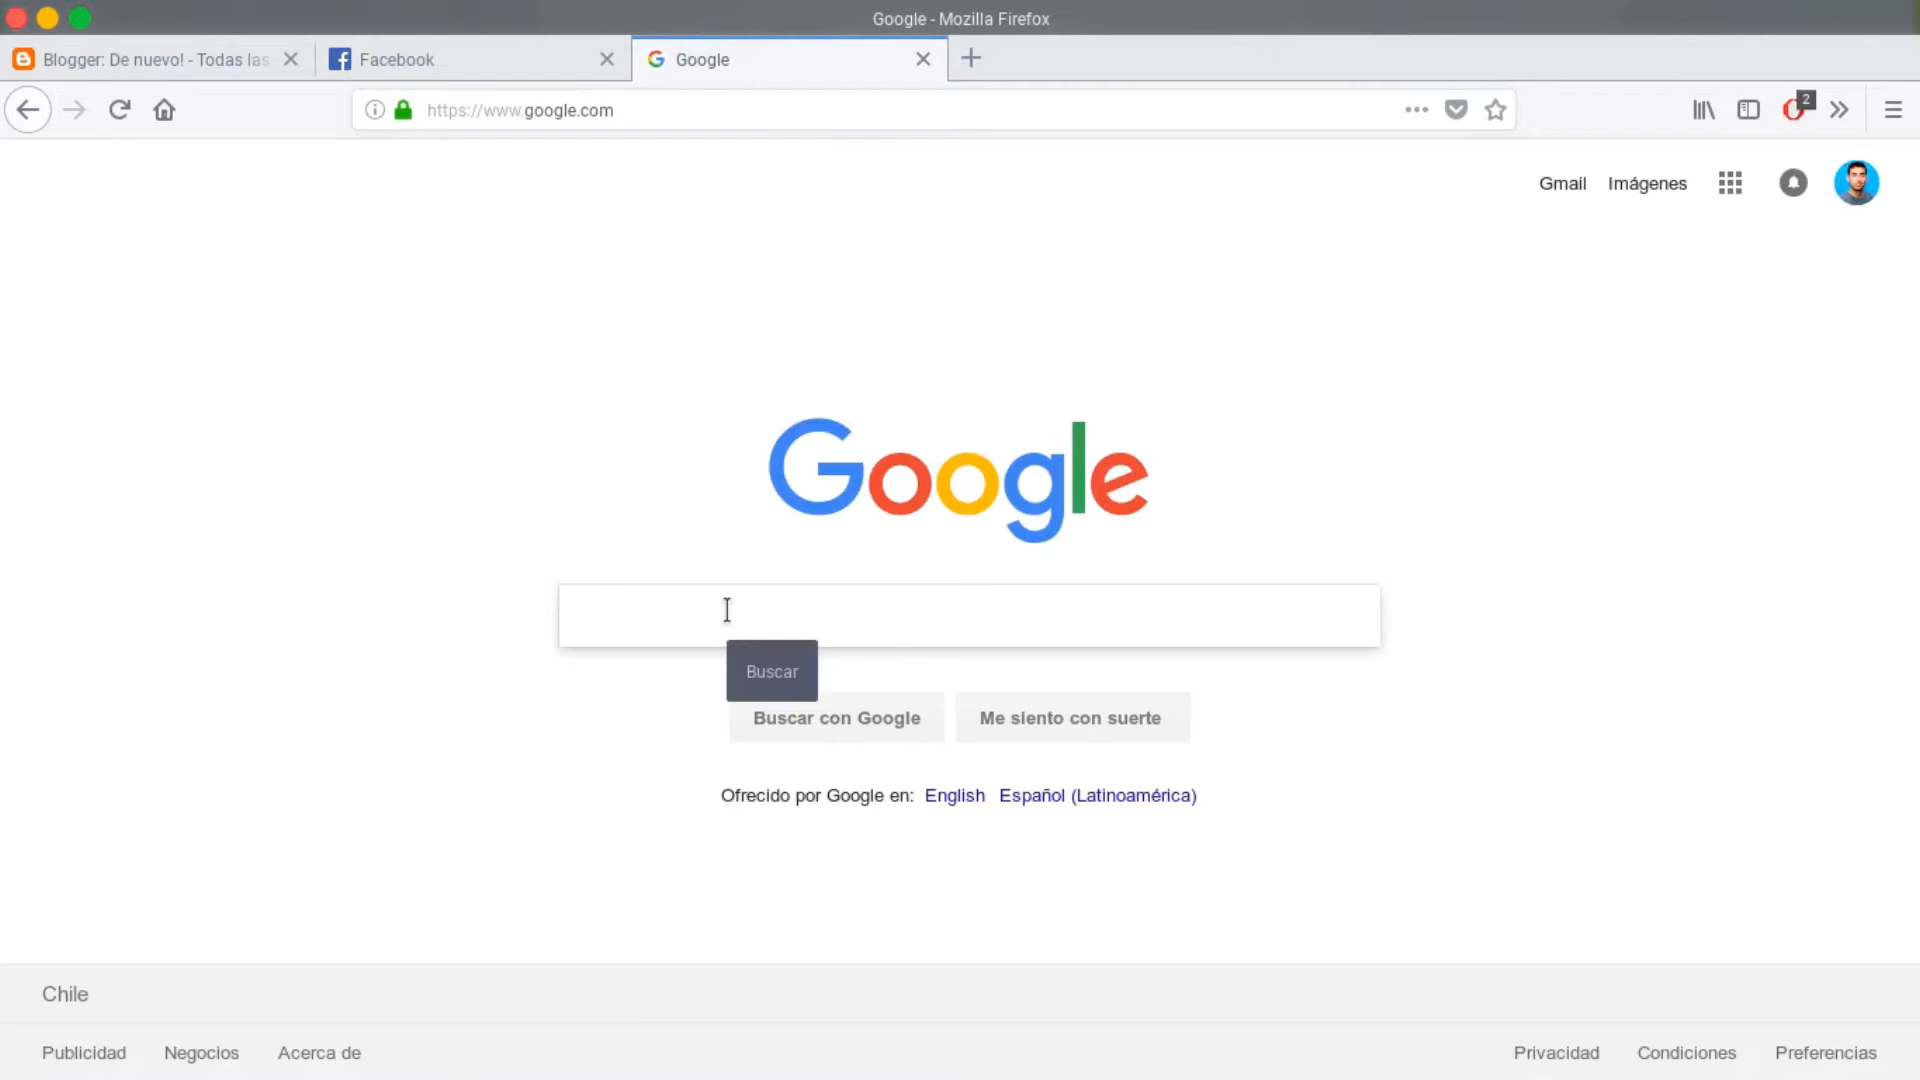 Google - Mozilla Firefox
Blogger: De nuevo! - Todas las
Facebook
Google
https://www.google.com
2
Gmail Imágenes
Google
Buscar
Buscar con Google Me siento con suerte
Ofrecido por Google en: English Español (Latinoamérica)
Chile
Publicidad Negocios Acerca de Privacidad Condiciones Preferencias